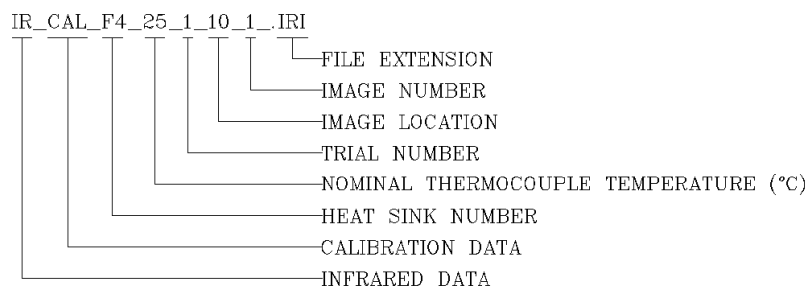 IR_CAL_F4_25_1_10_1_.IRI
FILE EXTENSION
IMAGE NUMBER
IMAGE LOCATION
TRIAL NUMBER
NOMINAL THERMOCOUPLE TEMPERATURE (°C)
HEAT SINK NUMBER
CALIBRATION DATA
INFRARED DATA